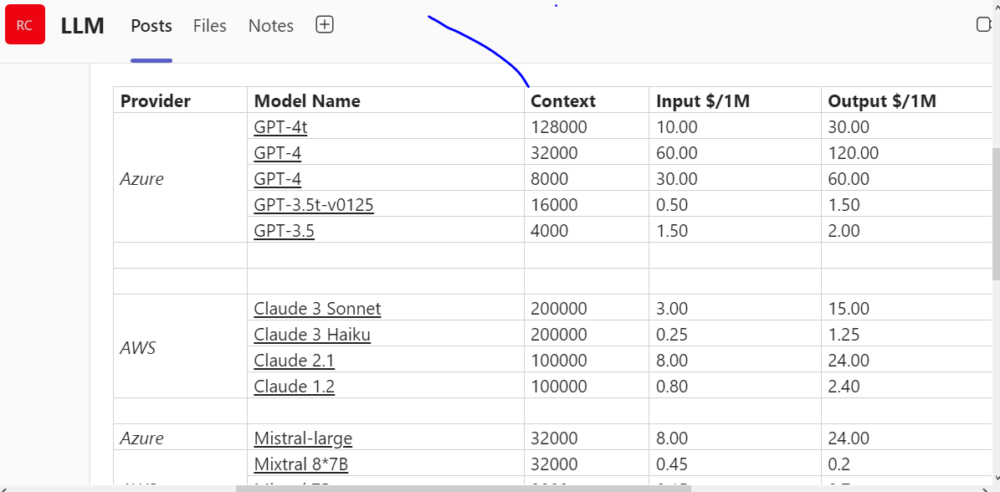 RC LLM Posts Files Notes
Provider Model Name Context Input $/1M Output $/1M
GPT-4t 128000 10.00 30.00
GPT-4 32000 60.00 120.00
Azure GPT-4 8000 30.00 60.00
GPT-3.5t-v0125 16000 0.50 1.50
GPT-3.5 4000 1.50 2.00
Claude 3 Sonnet 200000 3.00 15.00
Claude 3 Haiku 200000 0.25 1.25
AWS
Claude 2.1 100000 8.00 24.00
Claude 1.2 100000 0.80 2.40
Azure Mistral-large 32000 8.00 24.00
Mixtral 8*7B 32000 0.45 0.2